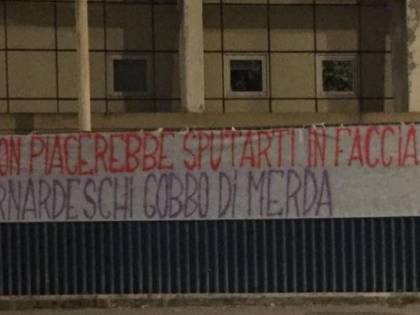 ON PIACEREBBE SPUTARTI IN FACCIA
RNARDESCHI GOBBO Di MERDA